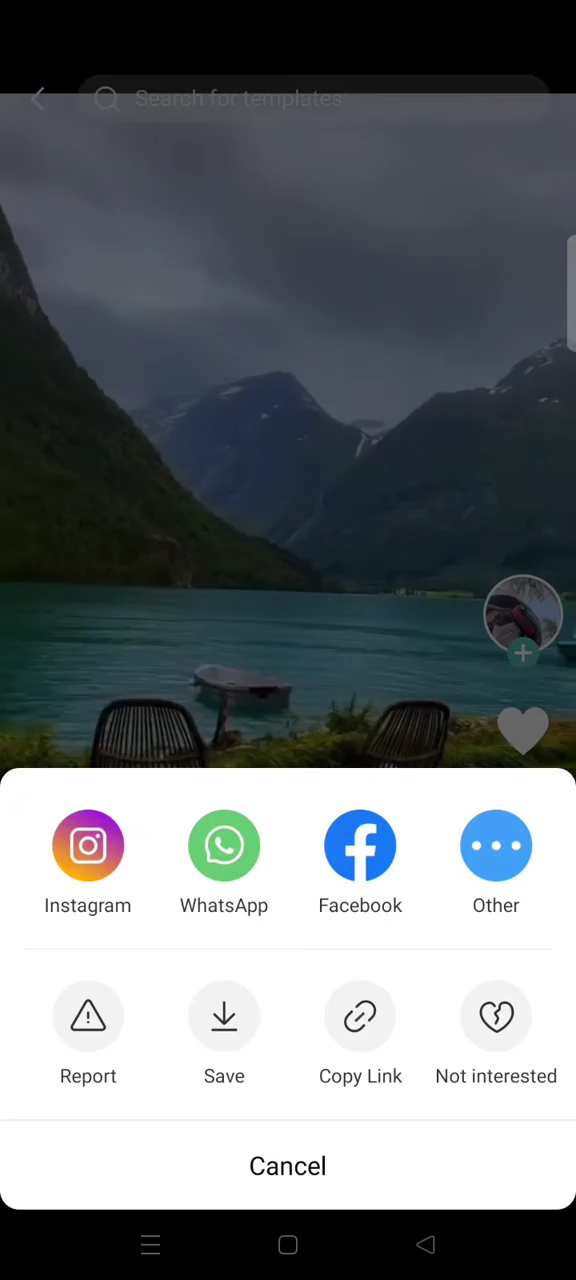 Search for templates
Instagram
WhatsApp
Facebook
Other
Report
Save
Copy Link
Not interested
Cancel